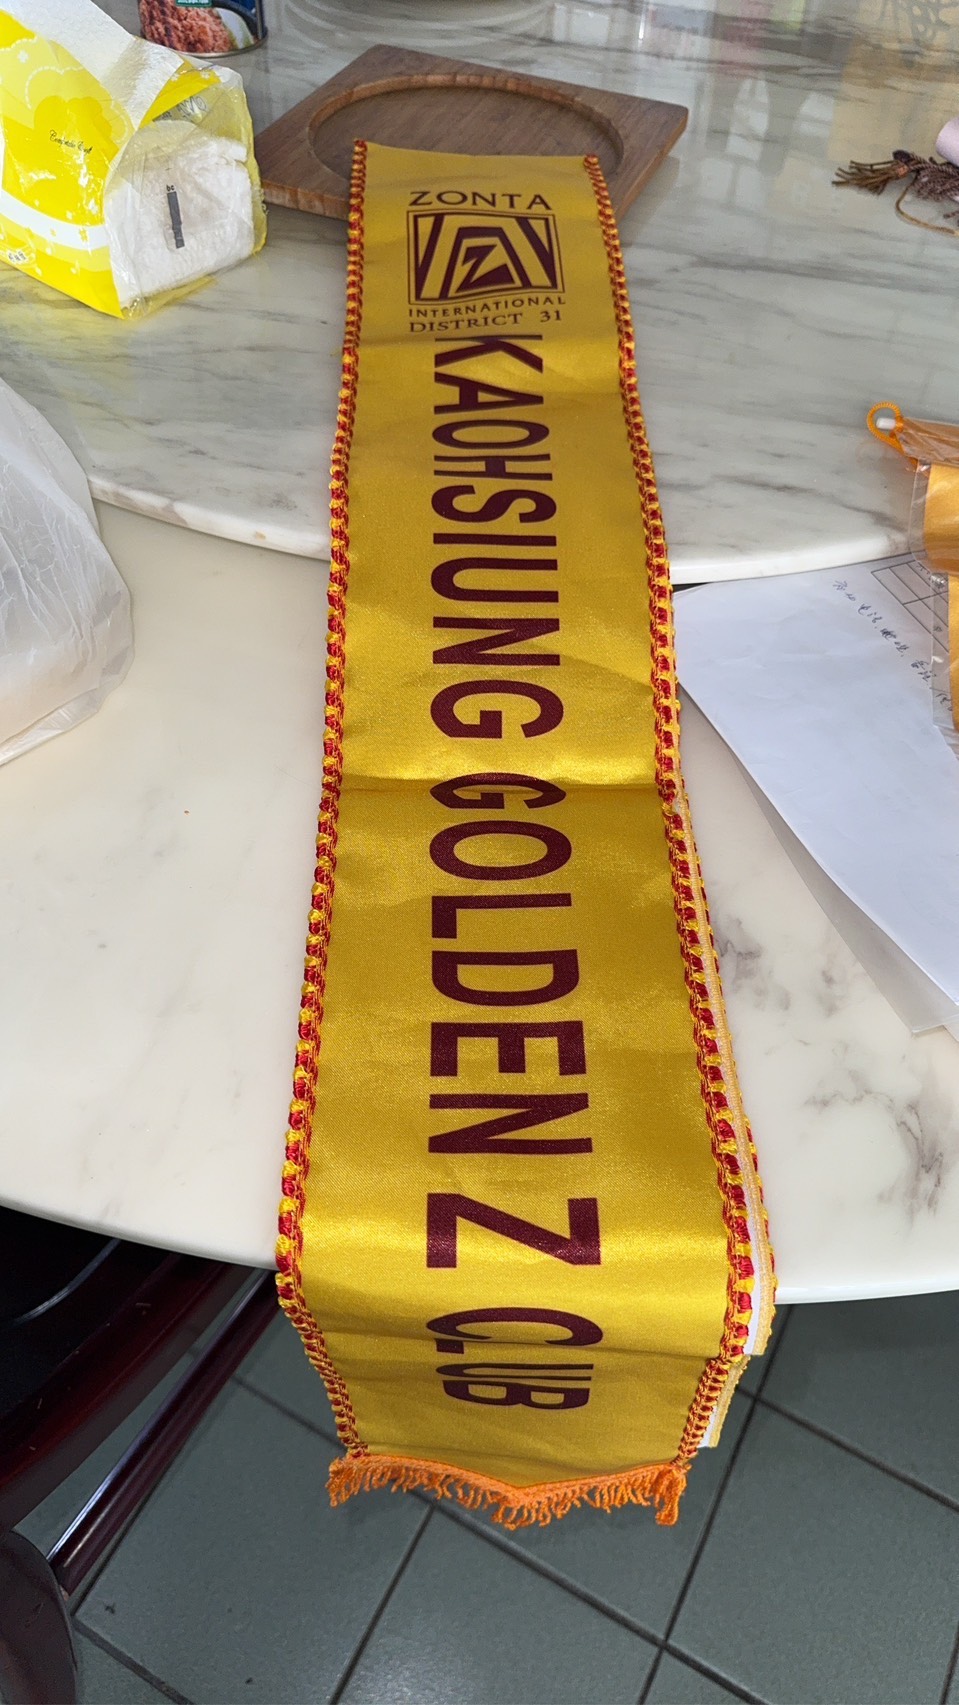 ZONTA
Z
INTERNATIONAL
DISTRICT 31
KAOHSIUNG GOLDEN Z CLUB